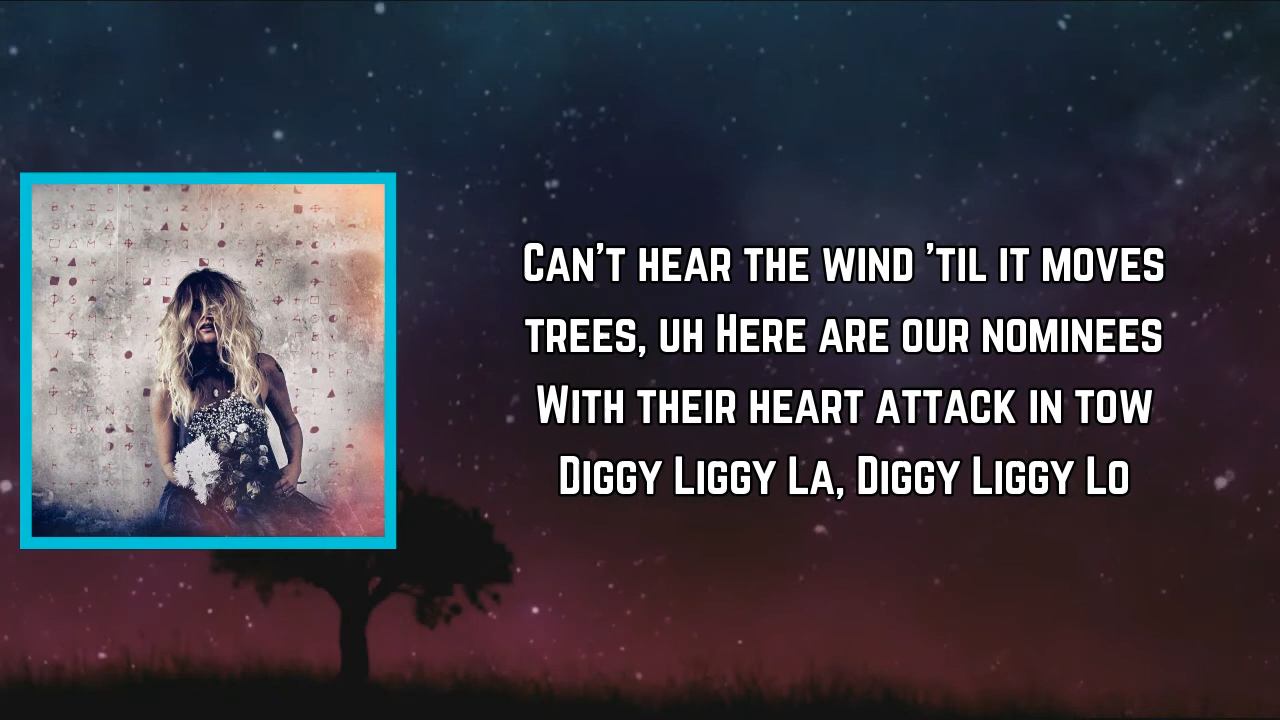 Can't hear the wind 'til it moves
trees, uh Here are our nominees
With their heart attack in tow
Diggy Liggy La, Diggy Liggy Lo